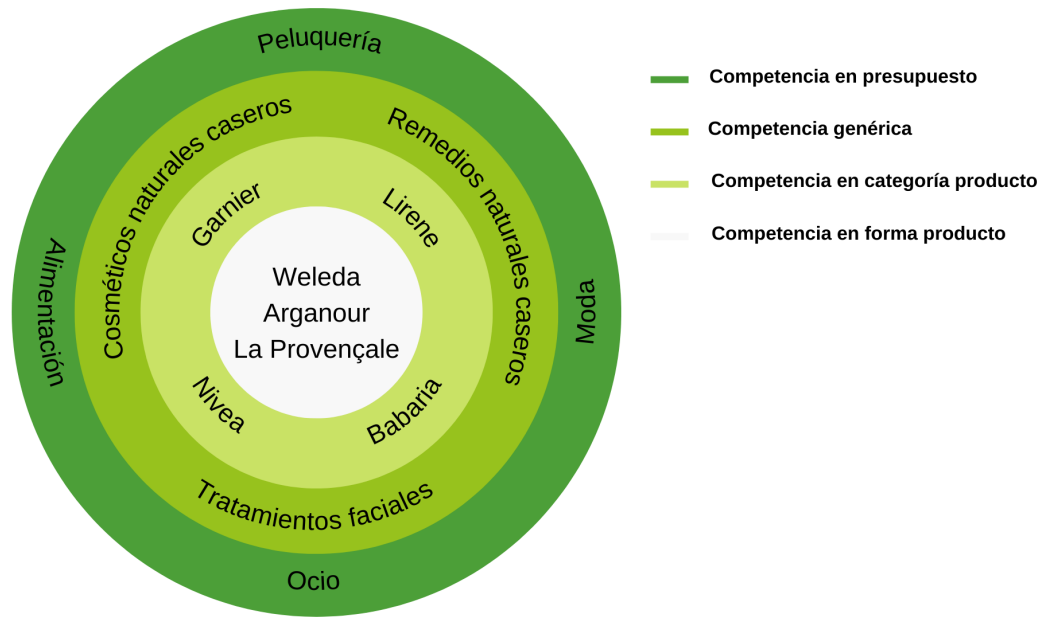 Peluquería
Cosméticos naturales caseros
Remedios naturales caseros
Garnier
Lirene
Alimentación
Weleda
Arganour
La Provençale
Moda
Nivea
Babaria
Tratamientos faciales
Ocio
Competencia en presupuesto
Competencia genérica
Competencia en categoría producto
Competencia en forma producto